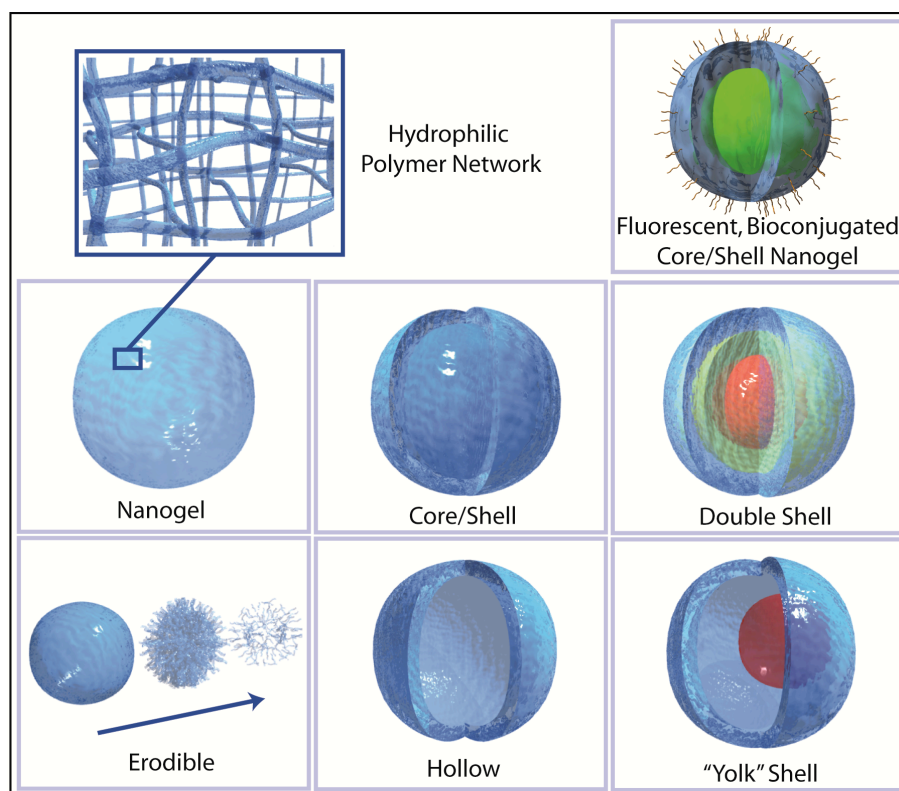 Hydrophilic
Polymer Network
Fluorescent, Bioconjugated
Core/Shell Nanogel
Nanogel
Core/Shell
Double Shell
Erodible
Hollow
“Yolk” Shell